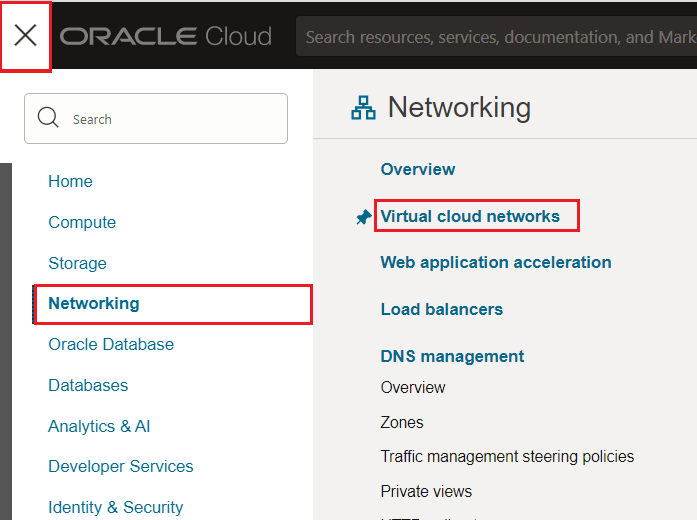 ORACLE Cloud
Search resources, services, documentation, and Mark
Search
Home
Compute
Storage
Networking
Oracle Database
Databases
Analytics & AI
Developer Services
Identity & Security
Networking
Overview
Virtual cloud networks
Web application acceleration
Load balancers
DNS management
Overview
Zones
Traffic management steering policies
Private views